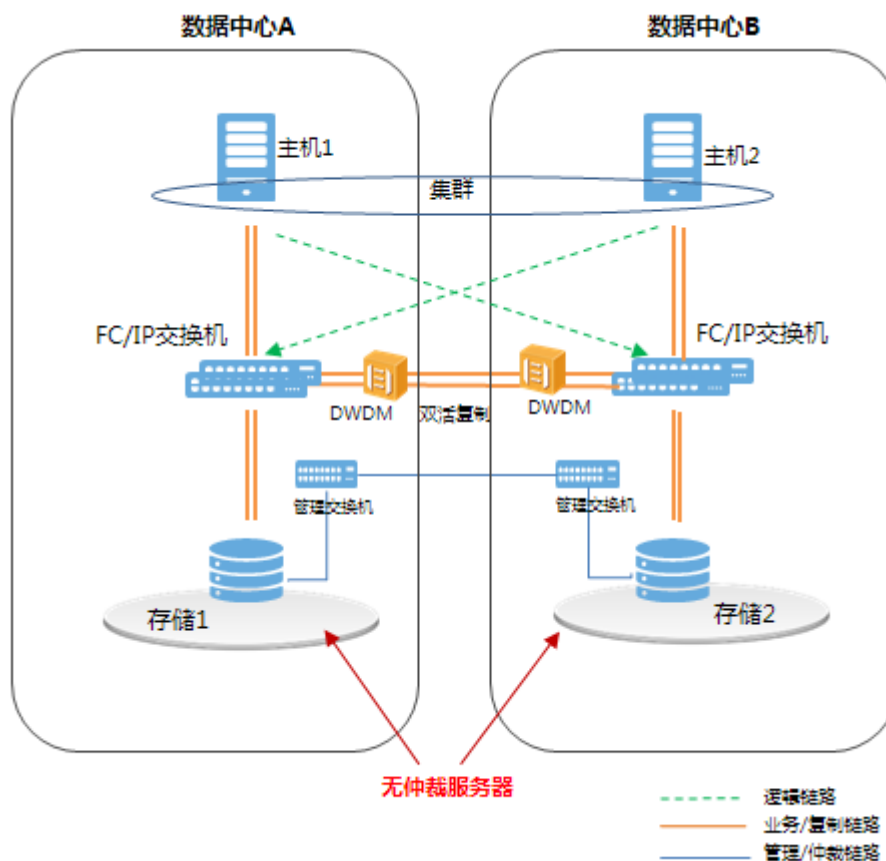 数据中心A
数据中心B
主机1
主机2
集群
FC/IP交换机
FC/IP交换机
DWDM
双活复制
DWDM
管理交换机
管理交换机
存储1
存储2
无仲裁服务器
逻辑链路
业务/复制链路
管理/仲裁链路